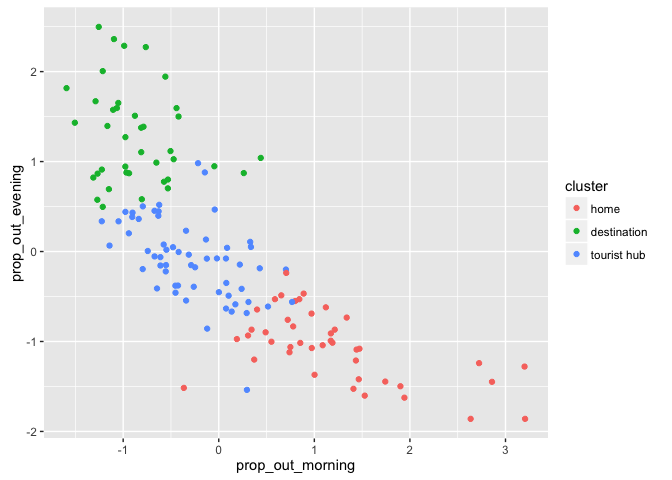 2
1
0
-1
-2
prop_out_evening
-1
0
1
2
3
prop_out_morning
cluster
home
destination
tourist hub